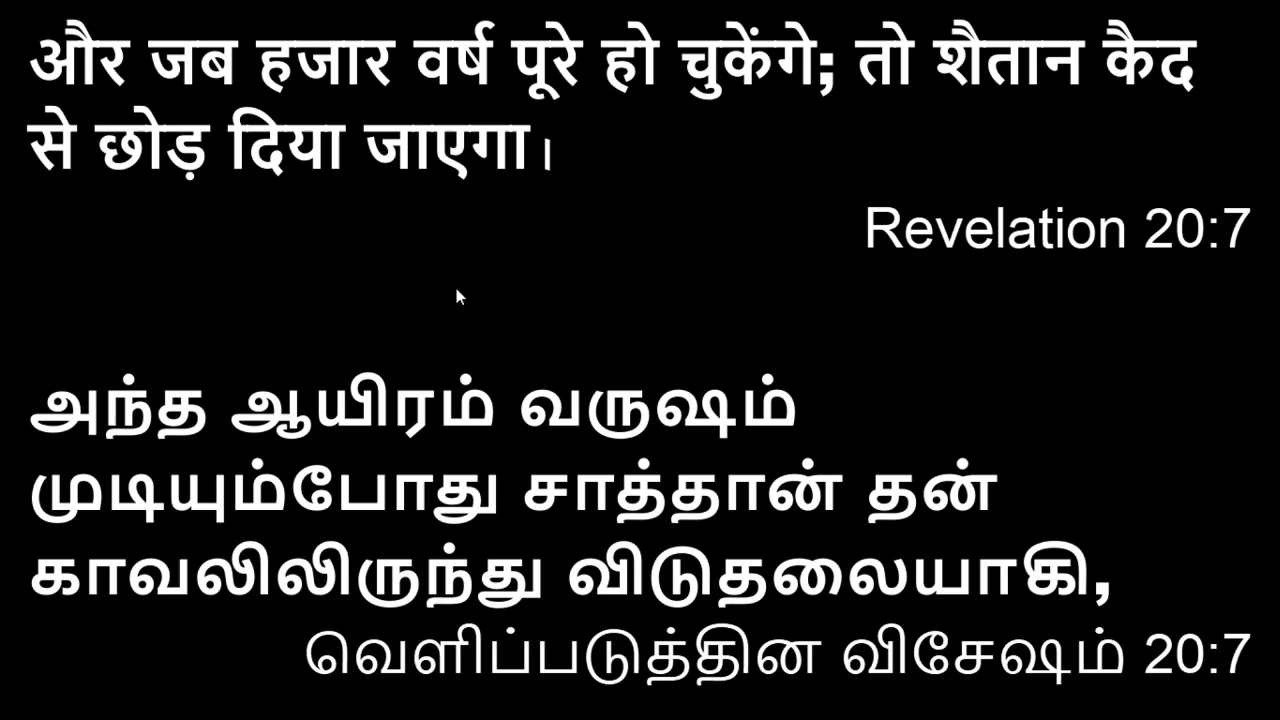 और जब हजार वर्ष पूरे हो चुकेंगे; तो शैतान कैद
से छोड़ दिया जाएगा।
Revelation 20:7
அந்த ஆயிரம் வருஷம்
முடியும்போது சாத்தான் தன்
காவலிலிருந்து விடுதலையாகி,
வெளிப்படுத்தின விசேஷம் 20:7